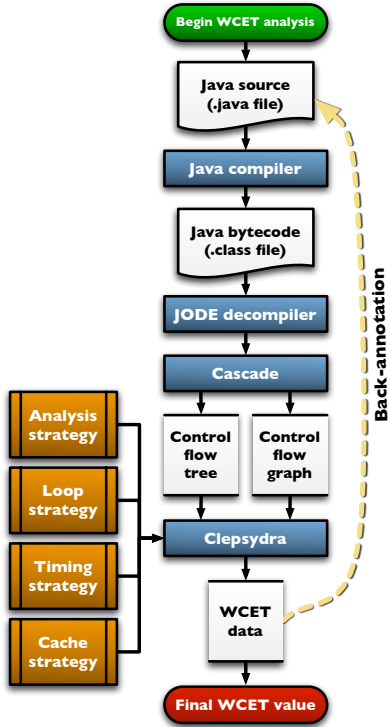 Begin WCET analysis
Java source
(.java file)
Java compiler
Java bytecode
(.class file)
JODE decompiler
Cascade
Analysis
strategy
Loop
strategy
Timing
strategy
Cache
strategy
Control
flow
tree
Control
flow
graph
Clepsydra
WCET
data
Final WCET value
Back-annotation